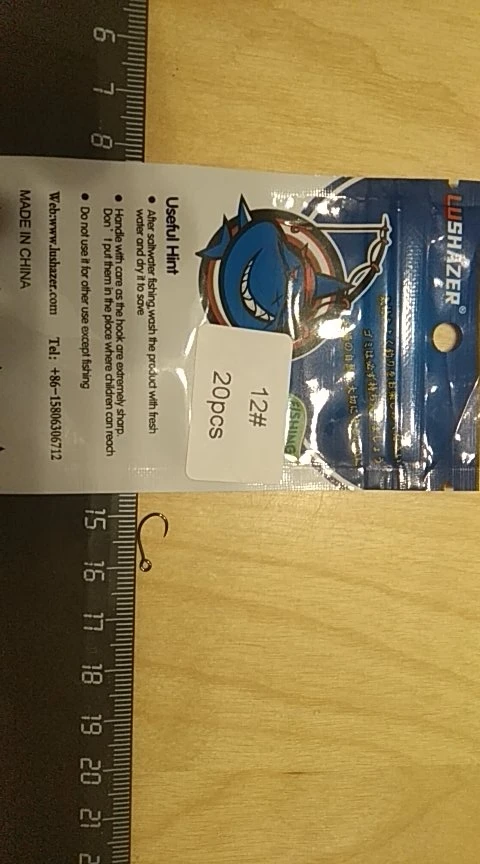 LUSHAZER®
FISHING
12#
20pcs
Useful Hint
● After saltwater fishing,wash the product with fresh
water and dry it to save
● Handle with care as the hook are extremely sharp.
Don't put them in the place where children can reach
● Do not use it for other use except fishing
Web:www.lushazer.com Tel: +86-15806306712
MADE IN CHINA
6 7 8 15 16 17 18 19 20 21